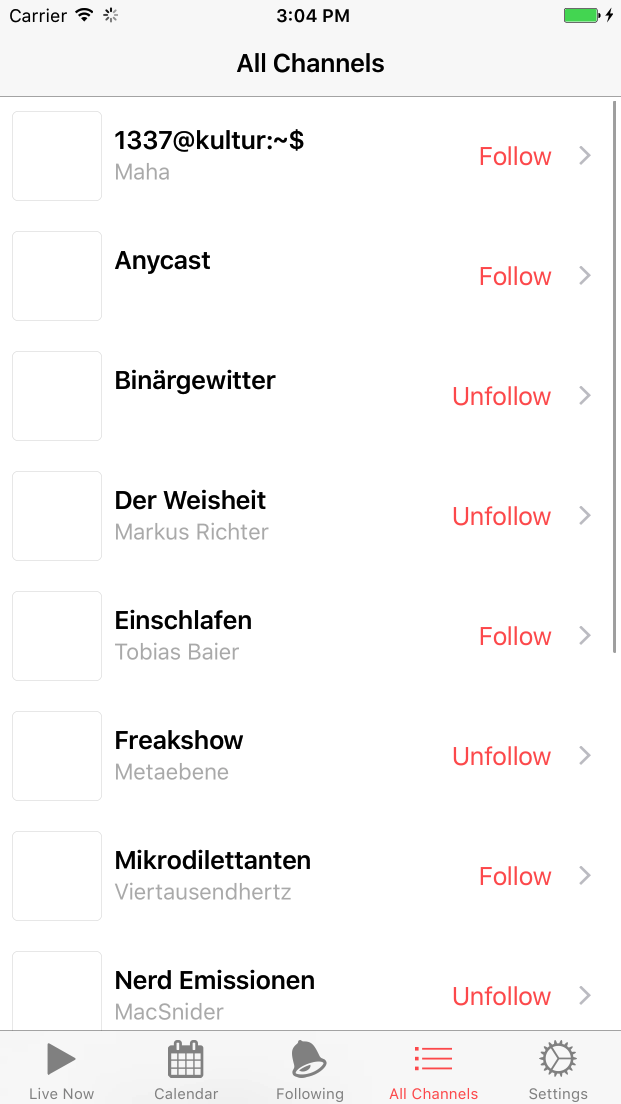 Carrier 3:04 PM
All Channels
1337@kultur:~$
Maha
Follow
Anycast
Follow
Binärgewitter
Unfollow
Der Weisheit
Markus Richter
Unfollow
Einschlafen
Tobias Baier
Follow
Freakshow
Metaebene
Unfollow
Mikrodilettanten
Viertausendhertz
Follow
Nerd Emissionen
MacSnider
Unfollow
Live Now Calendar Following All Channels Settings